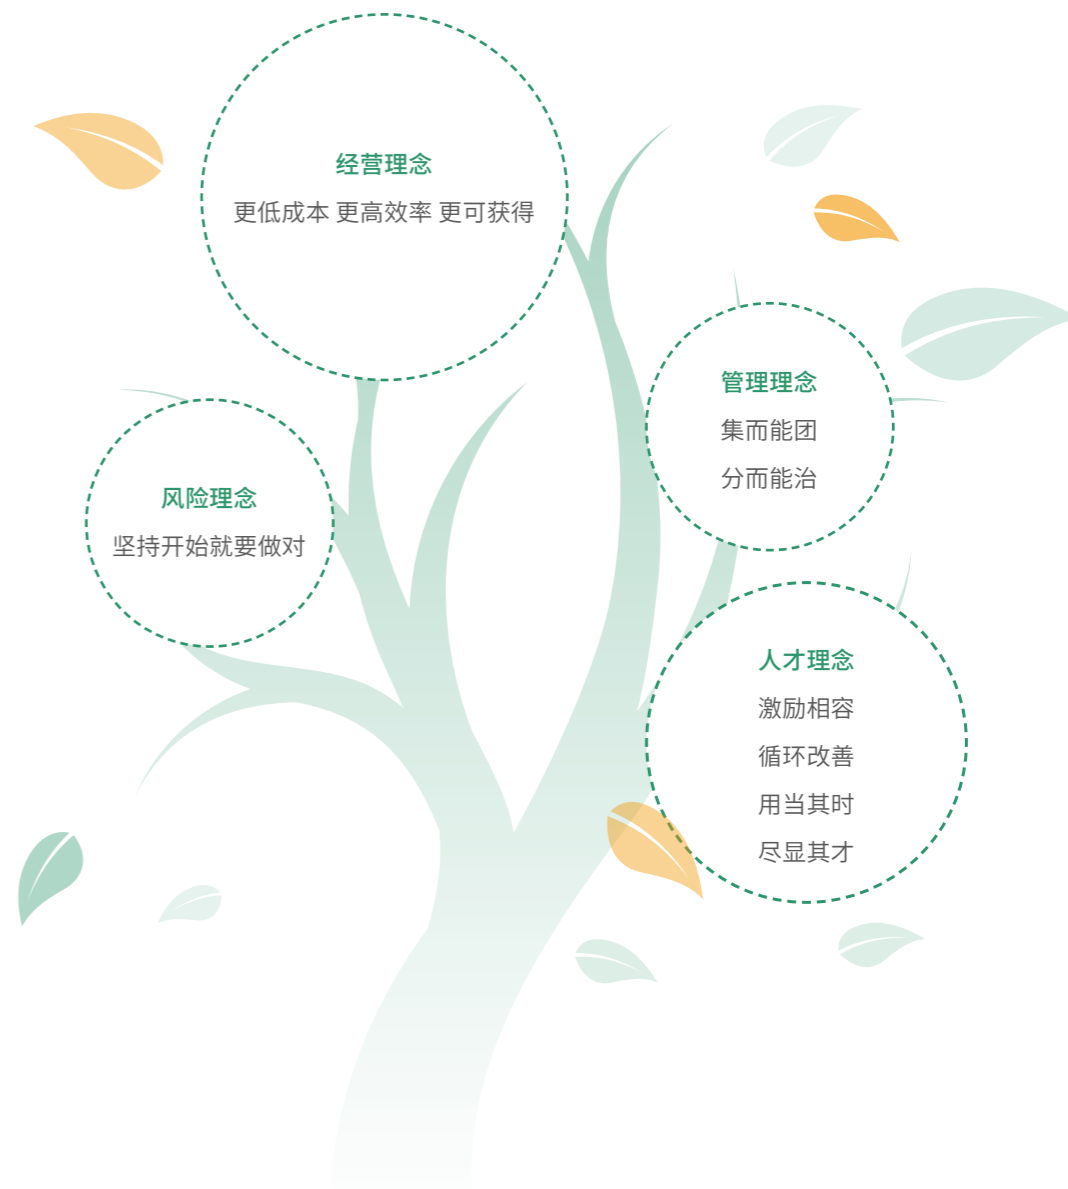 经营理念
更低成本 更高效率 更可获得
管理理念
集而能团
分而能治
风险理念
坚持开始就要做对
人才理念
激励相容
循环改善
用当其时
尽显其才